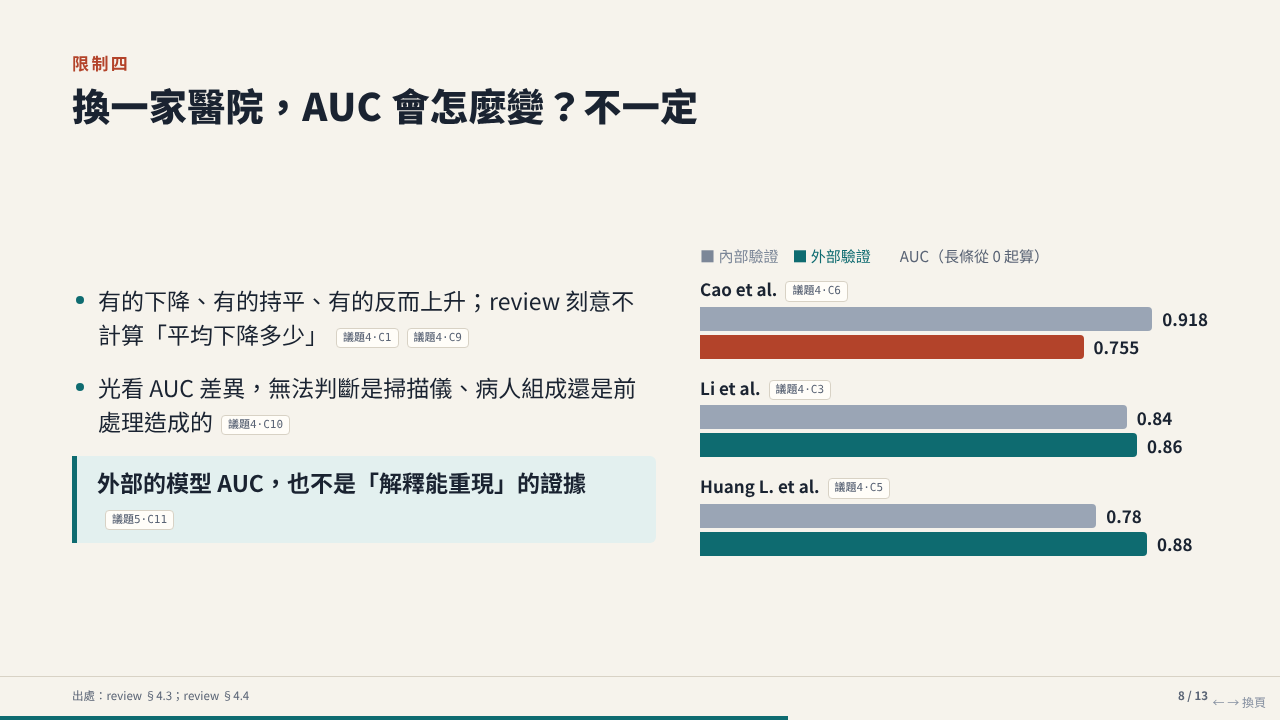 限制四
換一家醫院，AUC 會怎麼變？不一定
有的下降、有的持平、有的反而上升；review 刻意不
計算「平均下降多少」 議題4·C1 議題4·C9
光看 AUC 差異，無法判斷是掃描儀、病人組成還是前
處理造成的 議題4·C10
外部的模型 AUC，也不是「解釋能重現」的證據
議題5·C11
■ 內部驗證 ■ 外部驗證 AUC（長條從 0 起算）
Cao et al. 議題4·C6
0.918
0.755
Li et al. 議題4·C3
0.84
0.86
Huang L. et al. 議題4·C5
0.78
0.88
出處：review §4.3；review §4.4
8 / 13
← → 換頁